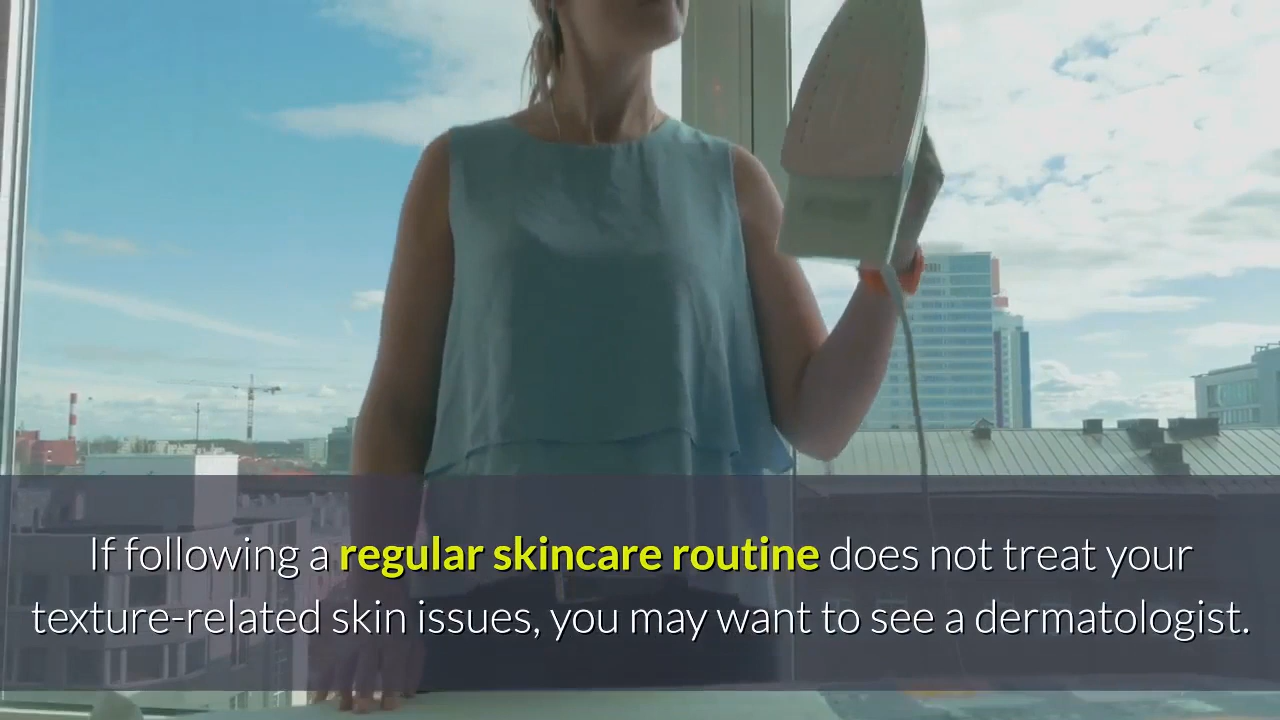 If following a regular skincare routine does not treat your
texture-related skin issues, you may want to see a dermatologist.